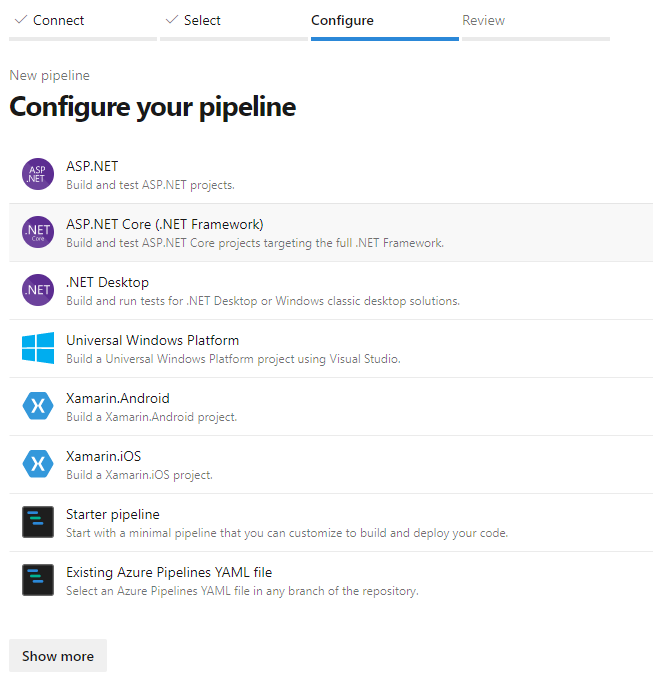 Connect
Select
Configure
Review
New pipeline
Configure your pipeline
ASP
.NET
ASP.NET
Build and test ASP.NET projects.
.NET
Core
ASP.NET Core (.NET Framework)
Build and test ASP.NET Core projects targeting the full .NET Framework.
.NET
.NET Desktop
Build and run tests for .NET Desktop or Windows classic desktop solutions.
Universal Windows Platform
Build a Universal Windows Platform project using Visual Studio.
Xamarin.Android
Build a Xamarin.Android project.
Xamarin.iOS
Build a Xamarin.iOS project.
Starter pipeline
Start with a minimal pipeline that you can customize to build and deploy your code.
Existing Azure Pipelines YAML file
Select an Azure Pipelines YAML file in any branch of the repository.
Show more